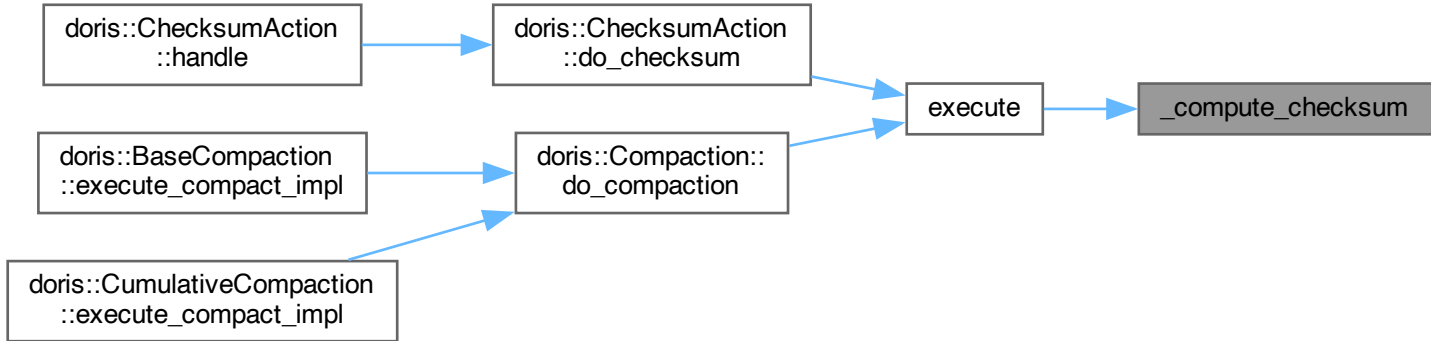 doris::ChecksumAction
::handle
doris::ChecksumAction
::do_checksum
execute
_compute_checksum
doris::BaseCompaction
::execute_compact_impl
doris::Compaction::
do_compaction
doris::CumulativeCompaction
::execute_compact_impl